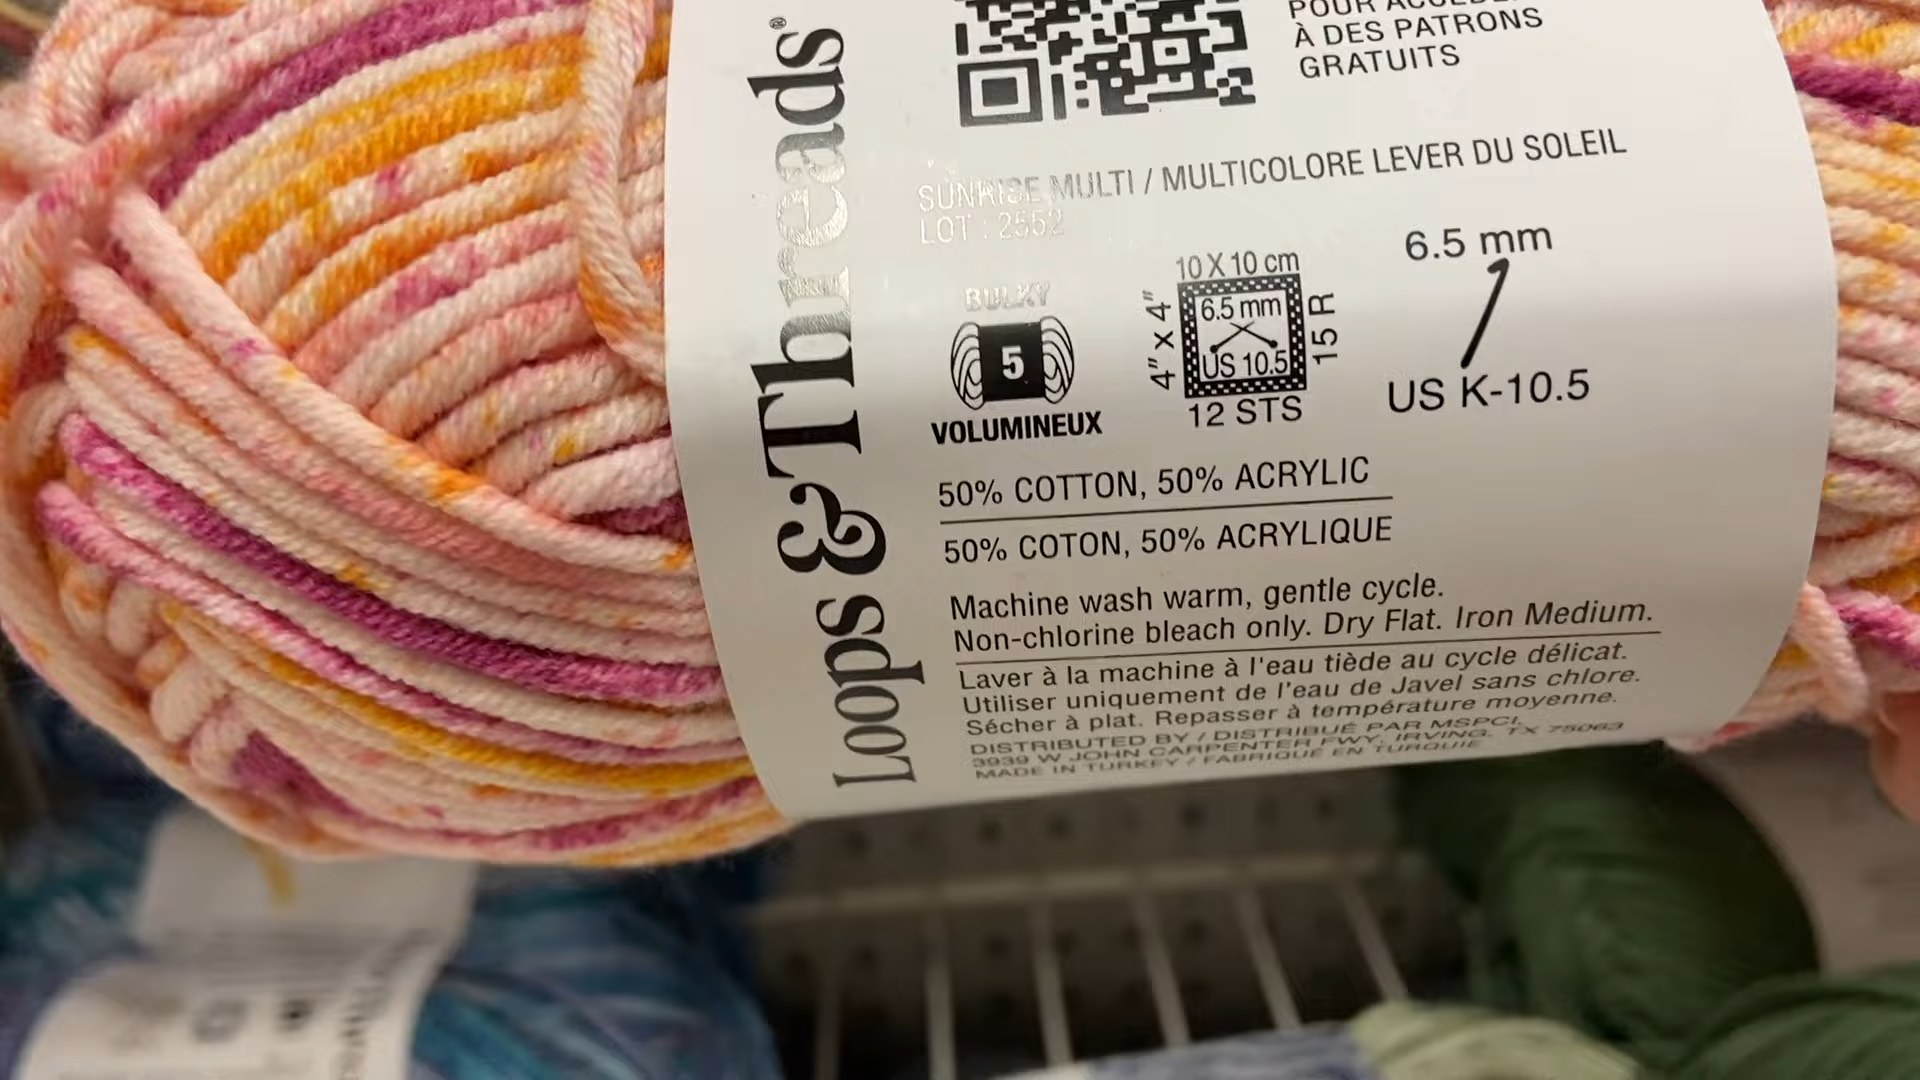 Loops & Threads®
POUR ACCÉDER
À DES PATRONS
GRATUITS
SUNRISE MULTI / MULTICOLORE LEVER DU SOLEIL
LOT : 2552
BULKY
5
VOLUMINEUX
10 X 10 cm
4" x 4"
6.5 mm
US 10.5
15 R
12 STS
6.5 mm
US K-10.5
50% COTTON, 50% ACRYLIC
50% COTON, 50% ACRYLIQUE
Machine wash warm, gentle cycle.
Non-chlorine bleach only. Dry Flat. Iron Medium.
Laver à la machine à l'eau tiède au cycle délicat.
Utiliser uniquement de l'eau de Javel sans chlore.
Sécher à plat. Repasser à température moyenne.
DISTRIBUTED BY / DISTRIBUÉ PAR MSPCI,
3939 W JOHN CARPENTER FWY, IRVING, TX 75063
MADE IN TURKEY / FABRIQUÉ EN TURQUIE